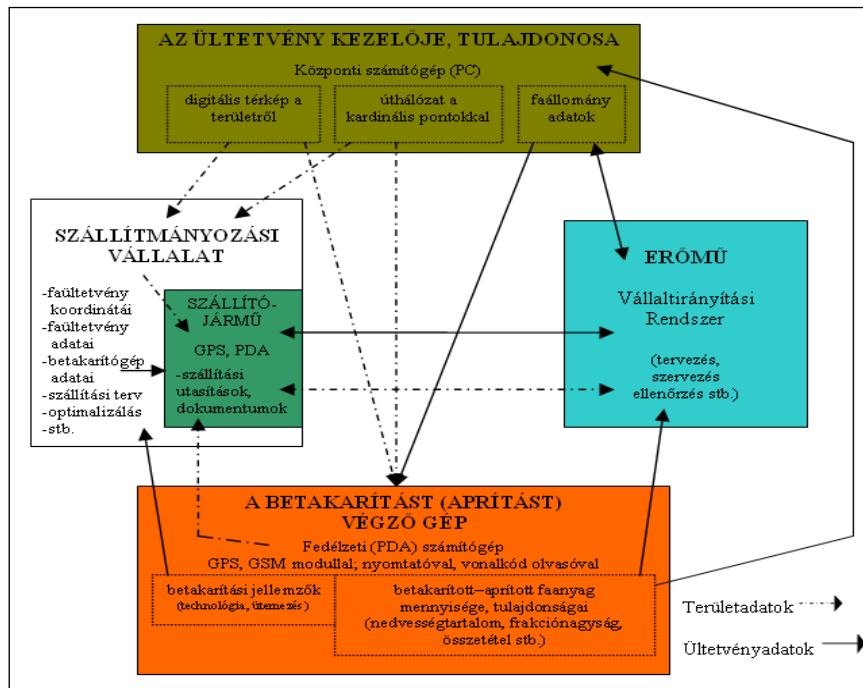 AZ ÜLTETVÉNY KEZELŐJE, TULAJDONOSA
Központi számítógép (PC)
digitális térkép a
területről
úthálózat a
kardinális pontokkal
faállomány
adatok
SZÁLLÍTMÁNYOZÁSI
VÁLLALAT
-faültetvény
koordinátái
-faültetvény
adatai
-betakarítógép
adatai
-szállítási terv
-optimalizálás
-stb.
SZÁLLÍTÓ-
JÁRMŰ
GPS, PDA
-szállítási
utasítások,
dokumentumok
ERŐMŰ
Vállaltirányítási
Rendszer
(tervezés,
szervezés
ellenőrzés stb.)
A BETAKARÍTÁST (APRÍTÁST)
VÉGZŐ GÉP
Fedélzeti (PDA) számítógép
GPS, GSM modullal; nyomtatóval, vonalkód olvasóval
betakarítási jellemzők
(technológia, ütemezés)
betakarított–aprított faanyag
mennyisége, tulajdonságai
(nedvességtartalom, frakciónagyság,
összetétel stb.)
Területadatok
Ültetvényadatok